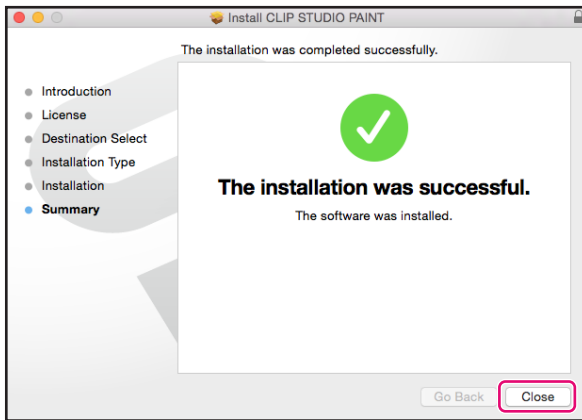 Install CLIP STUDIO PAINT
The installation was completed successfully.
Introduction
License
Destination Select
Installation Type
Installation
Summary
The installation was successful.
The software was installed.
Go Back
Close